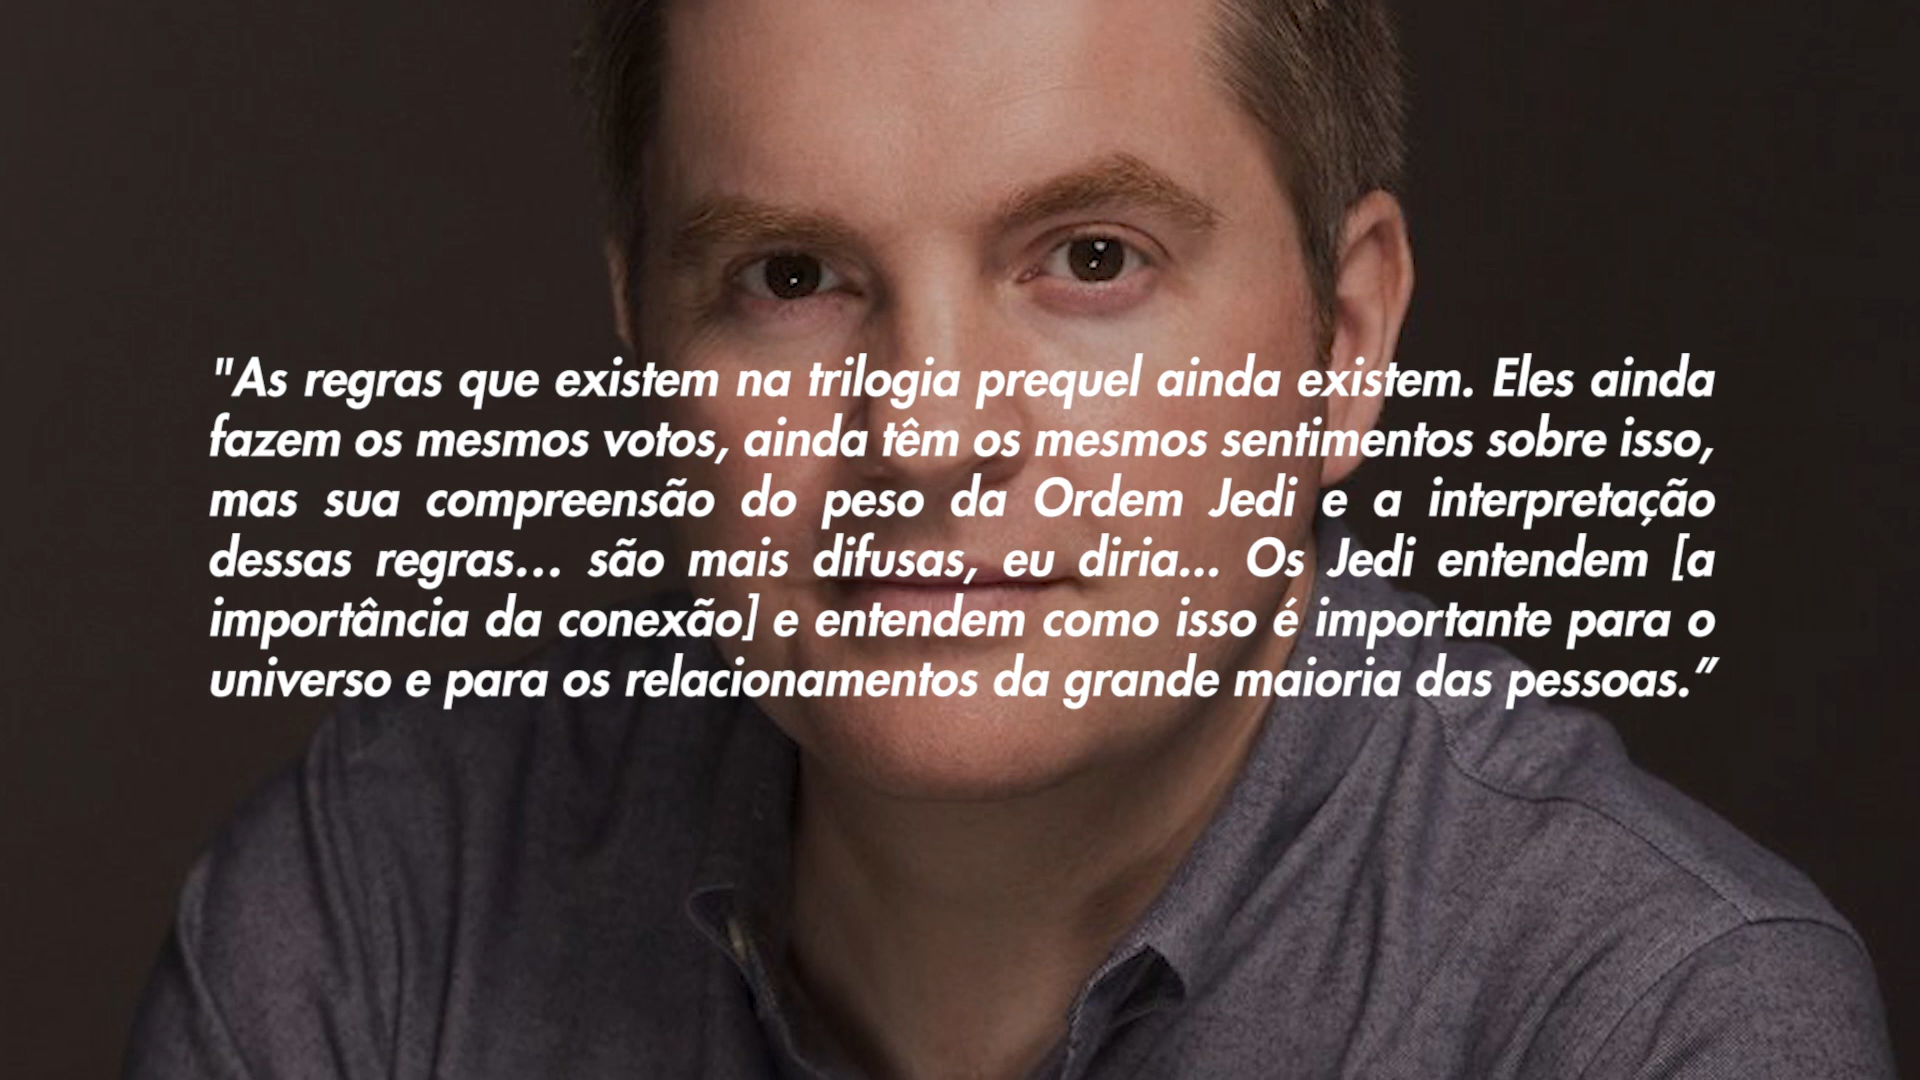 "As regras que existem na trilogia prequel ainda existem. Eles ainda
fazem os mesmos votos, ainda têm os mesmos sentimentos sobre isso,
mas sua compreensão do peso da Ordem Jedi e a interpretação
dessas regras... são mais difusas, eu diria... Os Jedi entendem [a
importância da conexão] e entendem como isso é importante para o
universo e para os relacionamentos da grande maioria das pessoas.”